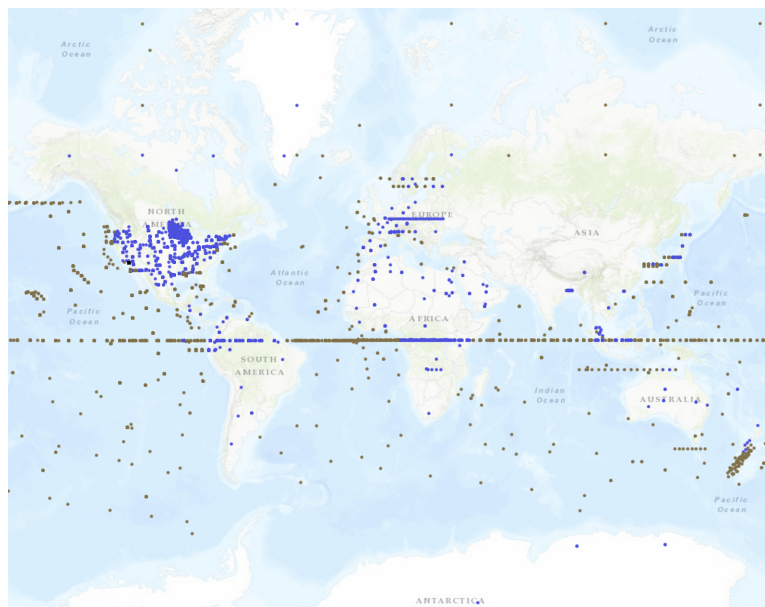 Arctic
Ocean
Arctic
Ocean
NORTH
AMERICA
EUROPE
ASIA
Atlantic
Ocean
Pacific
Ocean
Pacific
Ocean
AFRICA
SOUTH
AMERICA
Indian
Ocean
AUSTRALIA
Pacific
Ocean
ANTARCTICA